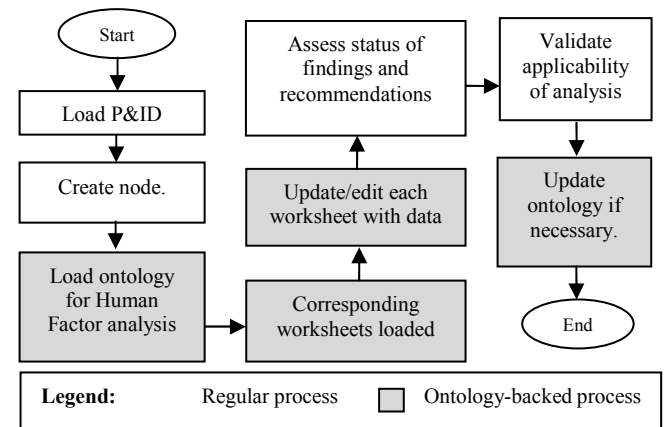 Start
Load P&ID
Create node.
Load ontology
for Human
Factor analysis
Corresponding
worksheets loaded
Update/edit each
worksheet with data
Assess status of
findings and
recommendations
Validate
applicability
of analysis
Update
ontology if
necessary.
End
Legend: Regular process Ontology-backed process